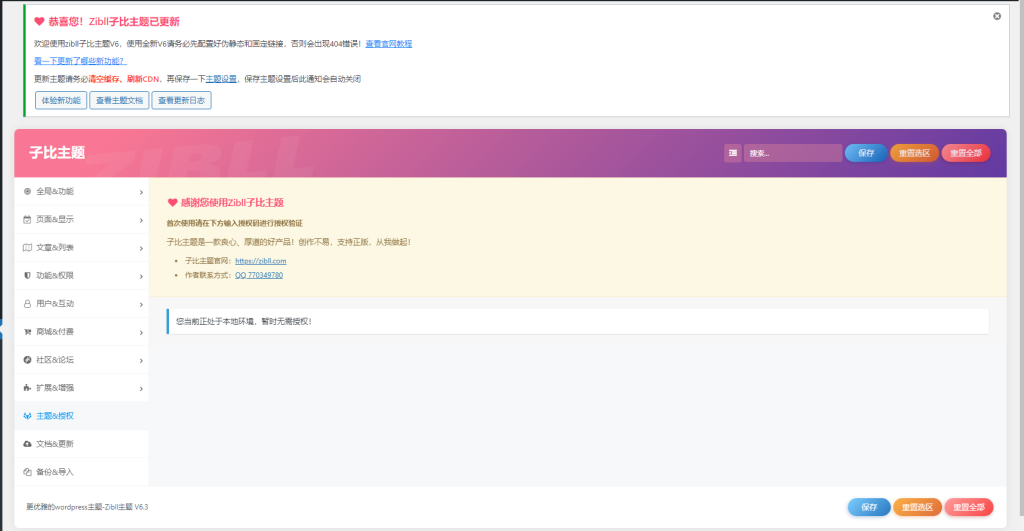 恭喜您！Zibll子比主题已更新
欢迎使用zibll子比主题V6，使用全新V6请务必先配置好伪静态和固定链接，否则会出现404错误！查看官网教程
看一下更新了哪些新功能？
更新主题请务必清空缓存、刷新CDN，再保存一下主题设置，保存主题设置后此通知会自动关闭
体验新功能 查看主题文档 查看更新日志
ZIBLL
子比主题 搜索... 保存 重置选区 重置全部
全局&功能
页面&显示
文章&列表
功能&权限
用户&互动
商城&付费
社区&论坛
扩展&增强
主题&授权
文档&更新
备份&导入
感谢您使用Zibll子比主题
首次使用请在下方输入授权码进行授权验证
子比主题是一款良心、厚道的好产品！创作不易，支持正版，从我做起！
子比主题官网：https://zibll.com
作者联系方式：QQ 770349780
您当前正处于本地环境，暂时无需授权！
更优雅的wordpress主题-Zibll主题 V6.3 保存 重置选区 重置全部